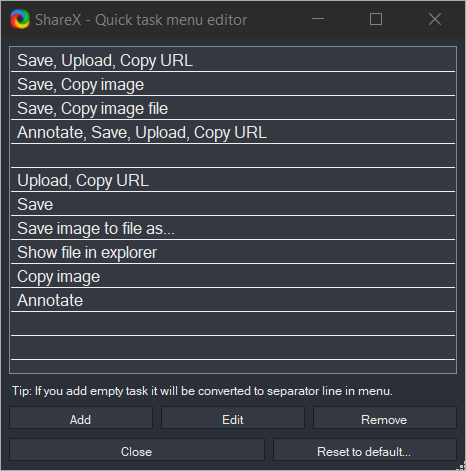 ShareX - Quick task menu editor
Save, Upload, Copy URL
Save, Copy image
Save, Copy image file
Annotate, Save, Upload, Copy URL
Upload, Copy URL
Save
Save image to file as...
Show file in explorer
Copy image
Annotate
Tip: If you add empty task it will be converted to separator line in menu.
Add Edit Remove
Close Reset to default...